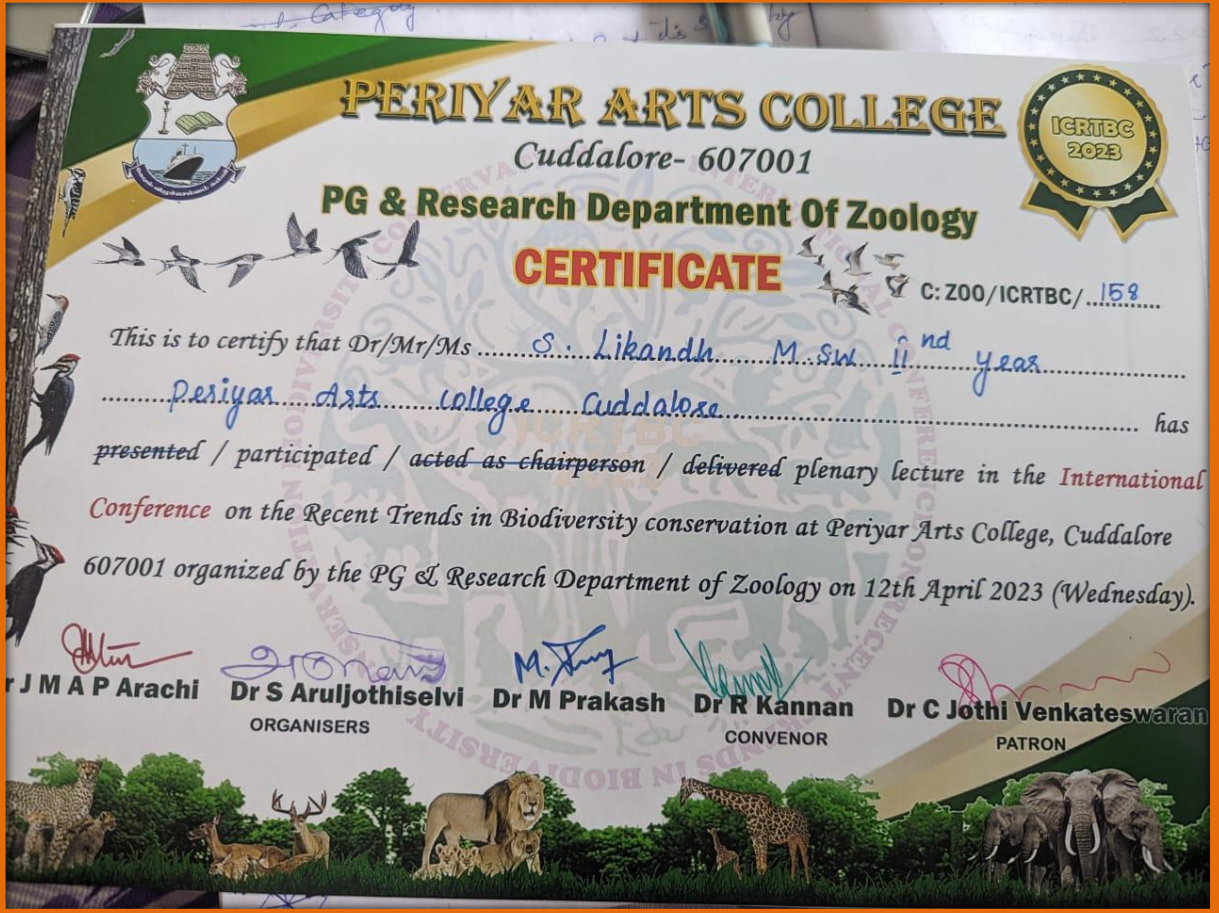 Category
PERIYAR ARTS COLLEGE
Cuddalore- 607001
ICRTBC
2023
PG & Research Department Of Zoology
CERTIFICATE
C: ZOO/ICRTBC/ 158
This is to certify that Dr/Mr/Ms S. Likandh M.SW ii nd year
Periyar Arts College Cuddalore has
presented / participated / acted as chairperson / delivered plenary lecture in the International
Conference on the Recent Trends in Biodiversity conservation at Periyar Arts College, Cuddalore
607001 organized by the PG & Research Department of Zoology on 12th April 2023 (Wednesday).
r J M A P Arachi Dr S Aruljothiselvi Dr M Prakash Dr R Kannan Dr C Jothi Venkateswaran
ORGANISERS CONVENOR PATRON